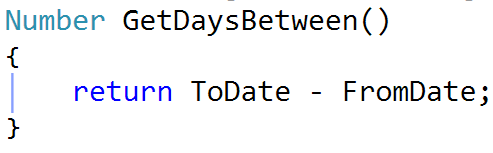 Number GetDaysBetween()
{
    return ToDate - FromDate;
}